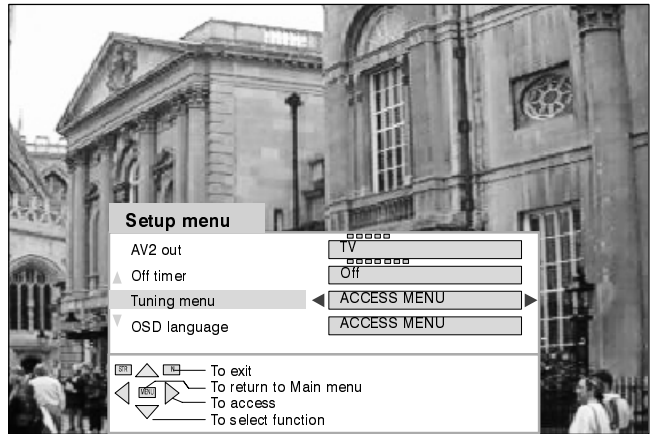 Setup menu
AV2 out TV
Off timer Off
Tuning menu ACCESS MENU
OSD language ACCESS MENU
STR N To exit
MENU To return to Main menu
To access
To select function